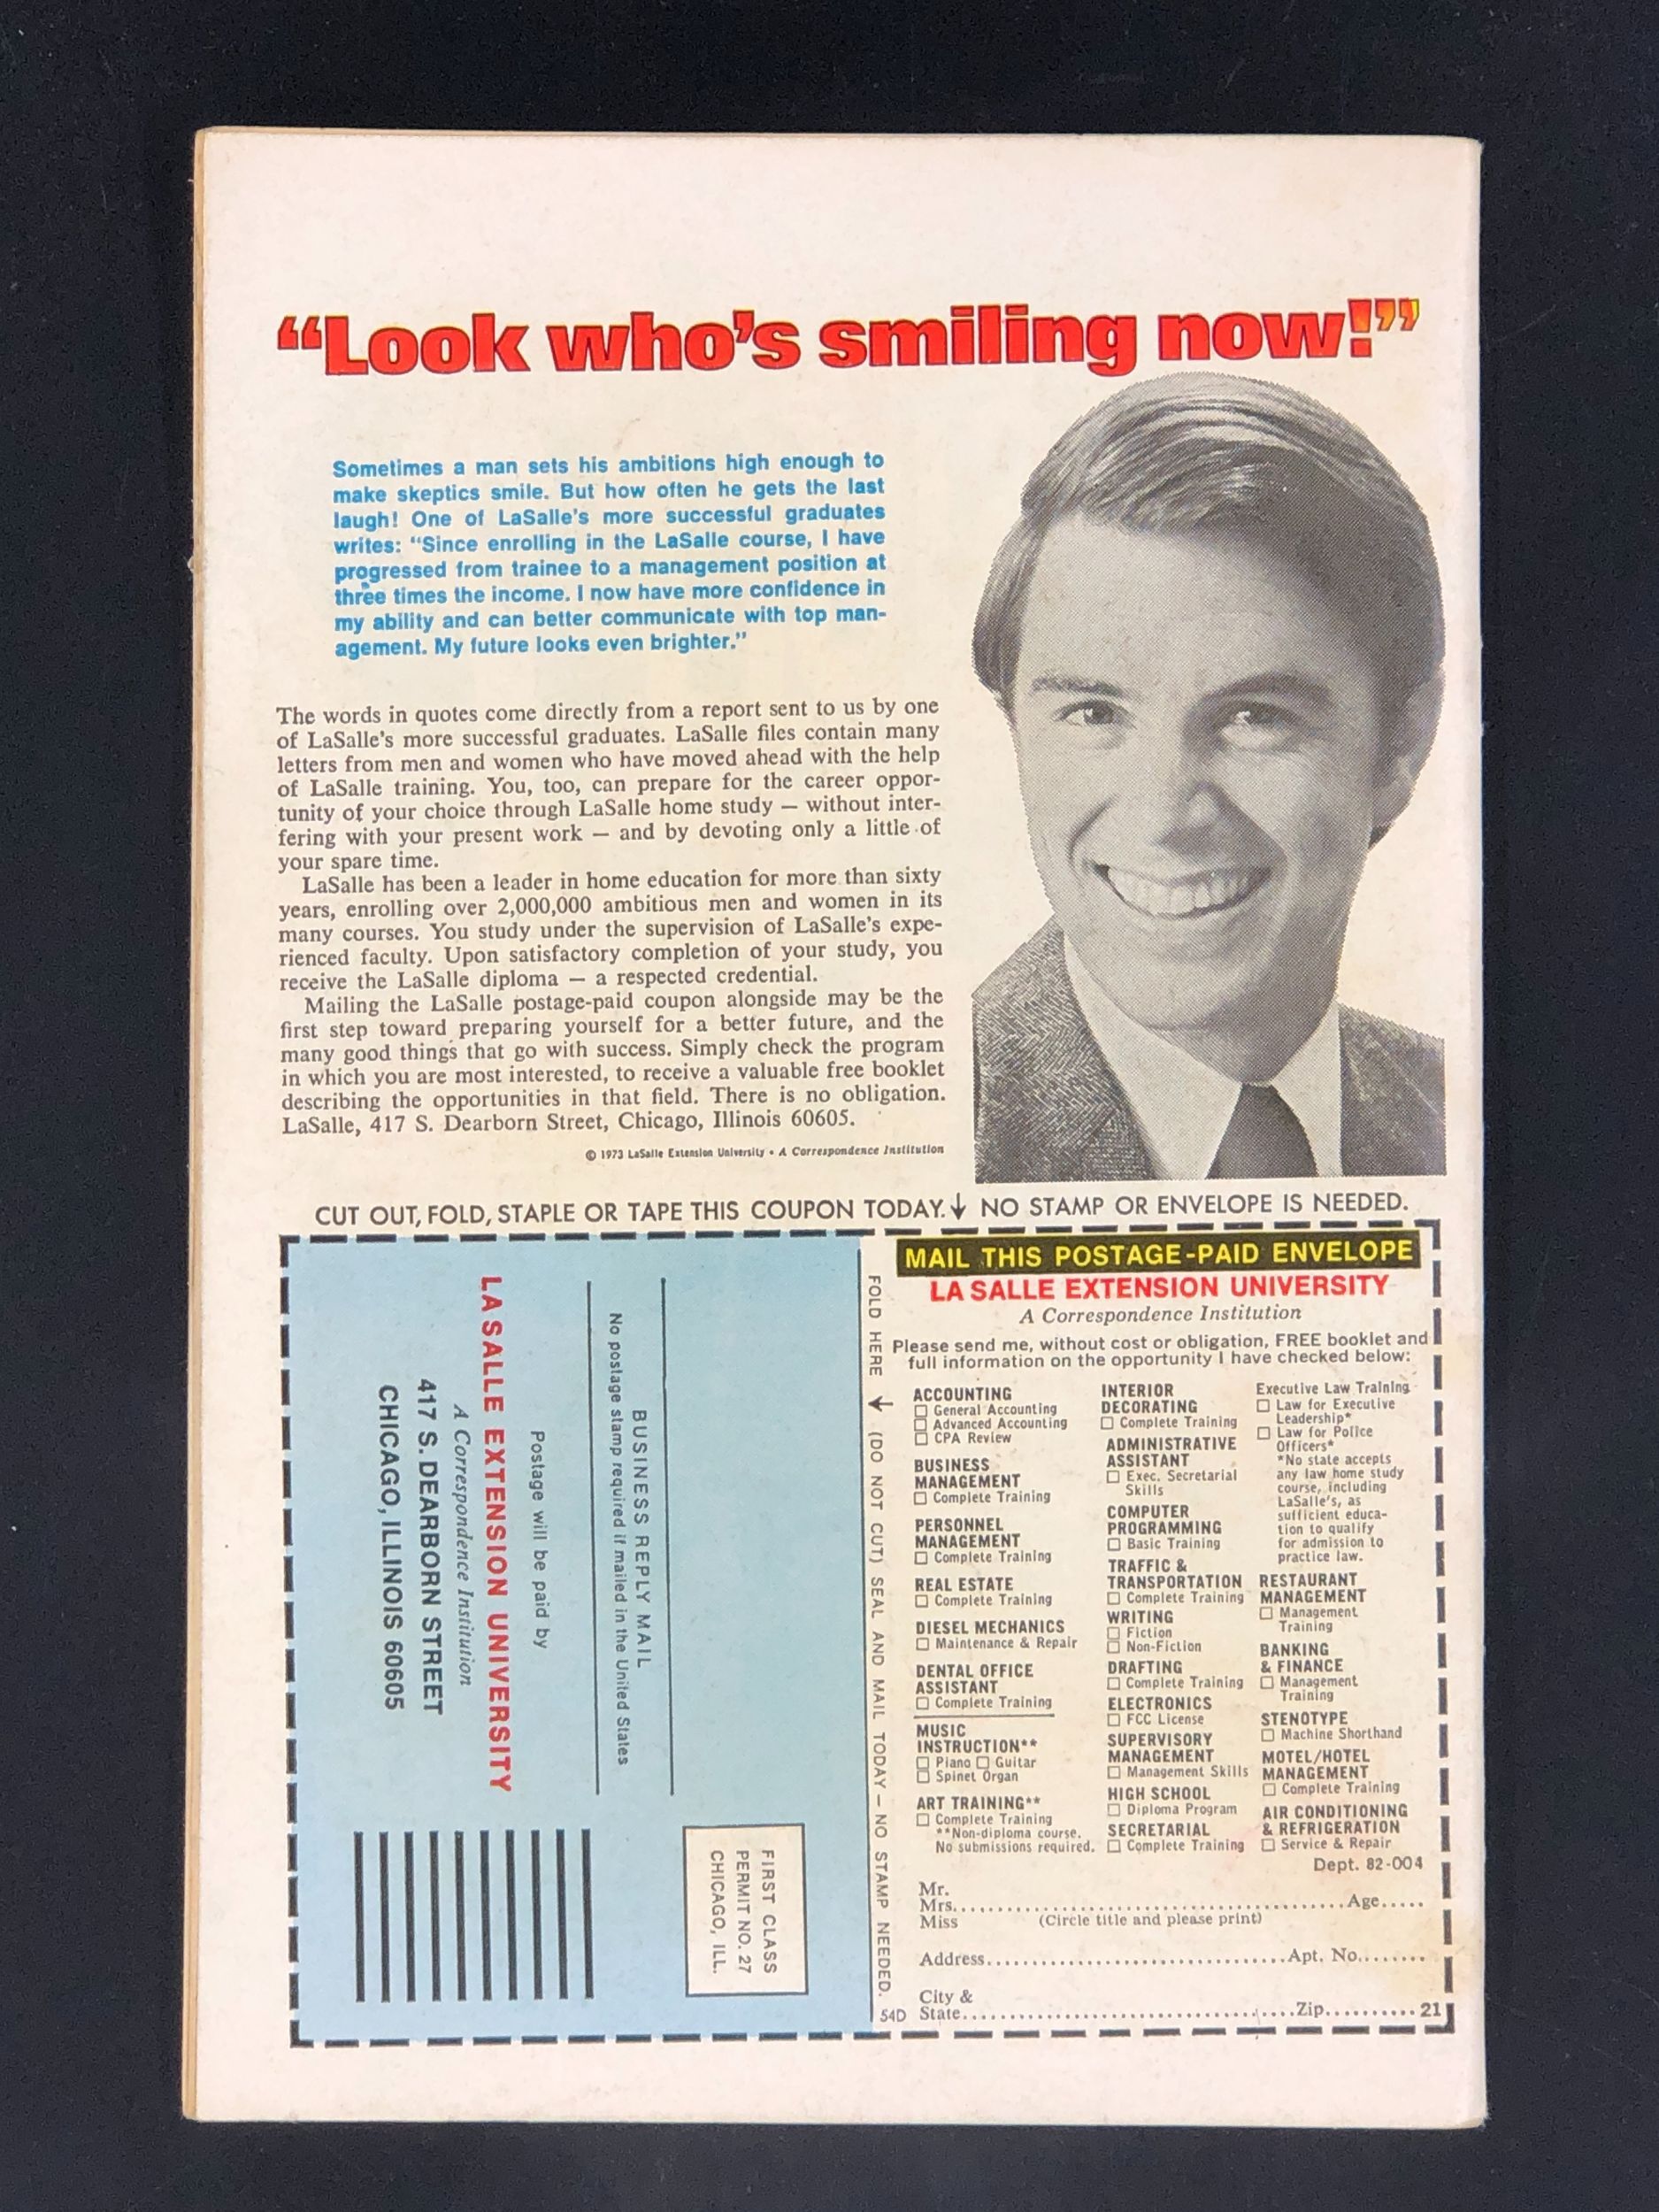 “Look who’s smiling now!”
Sometimes a man sets his ambitions high enough to
make skeptics smile. But how often he gets the last
laugh! One of LaSalle’s more successful graduates
writes: “Since enrolling in the LaSalle course, I have
progressed from trainee to a management position at
three times the income. I now have more confidence in
my ability and can better communicate with top man-
agement. My future looks even brighter.”
The words in quotes come directly from a report sent to us by one
of LaSalle’s more successful graduates. LaSalle files contain many
letters from men and women who have moved ahead with the help
of LaSalle training. You, too, can prepare for the career oppor-
tunity of your choice through LaSalle home study — without inter-
fering with your present work — and by devoting only a little of
your spare time.
LaSalle has been a leader in home education for more than sixty
years, enrolling over 2,000,000 ambitious men and women in its
many courses. You study under the supervision of LaSalle’s expe-
rienced faculty. Upon satisfactory completion of your study, you
receive the LaSalle diploma — a respected credential.
Mailing the LaSalle postage-paid coupon alongside may be the
first step toward preparing yourself for a better future, and the
many good things that go with success. Simply check the program
in which you are most interested, to receive a valuable free booklet
describing the opportunities in that field. There is no obligation.
LaSalle, 417 S. Dearborn Street, Chicago, Illinois 60605.
© 1973 LaSalle Extension University • A Correspondence Institution
CUT OUT, FOLD, STAPLE OR TAPE THIS COUPON TODAY. ↓ NO STAMP OR ENVELOPE IS NEEDED.
FIRST CLASS
PERMIT NO. 27
CHICAGO, ILL.
BUSINESS REPLY MAIL
No postage stamp required if mailed in the United States
Postage will be paid by
LA SALLE EXTENSION UNIVERSITY
A Correspondence Institution
417 S. DEARBORN STREET
CHICAGO, ILLINOIS 60605
FOLD HERE ↓ (DO NOT CUT) SEAL AND MAIL TODAY — NO STAMP NEEDED.
54D
MAIL THIS POSTAGE-PAID ENVELOPE
LA SALLE EXTENSION UNIVERSITY
A Correspondence Institution
Please send me, without cost or obligation, FREE booklet and
full information on the opportunity I have checked below:
ACCOUNTING
☐ General Accounting
☐ Advanced Accounting
☐ CPA Review
BUSINESS
MANAGEMENT
☐ Complete Training
PERSONNEL
MANAGEMENT
☐ Complete Training
REAL ESTATE
☐ Complete Training
DIESEL MECHANICS
☐ Maintenance & Repair
DENTAL OFFICE
ASSISTANT
☐ Complete Training
MUSIC
INSTRUCTION**
☐ Piano ☐ Guitar
☐ Spinet Organ
ART TRAINING**
☐ Complete Training
**Non-diploma course.
No submissions required.
INTERIOR
DECORATING
☐ Complete Training
ADMINISTRATIVE
ASSISTANT
☐ Exec. Secretarial
Skills
COMPUTER
PROGRAMMING
☐ Basic Training
TRAFFIC &
TRANSPORTATION
☐ Complete Training
WRITING
☐ Fiction
☐ Non-Fiction
DRAFTING
☐ Complete Training
ELECTRONICS
☐ FCC License
SUPERVISORY
MANAGEMENT
☐ Management Skills
HIGH SCHOOL
☐ Diploma Program
SECRETARIAL
☐ Complete Training
Executive Law Training
☐ Law for Executive
Leadership*
☐ Law for Police
Officers*
*No state accepts
any law home study
course, including
LaSalle’s, as
sufficient educa-
tion to qualify
for admission to
practice law.
RESTAURANT
MANAGEMENT
☐ Management
Training
BANKING
& FINANCE
☐ Management
Training
STENOTYPE
☐ Machine Shorthand
MOTEL/HOTEL
MANAGEMENT
☐ Complete Training
AIR CONDITIONING
& REFRIGERATION
☐ Service & Repair
Dept. 82-004
Mr.
Mrs. Age
Miss (Circle title and please print)
Address Apt. No.
City &
State Zip 21